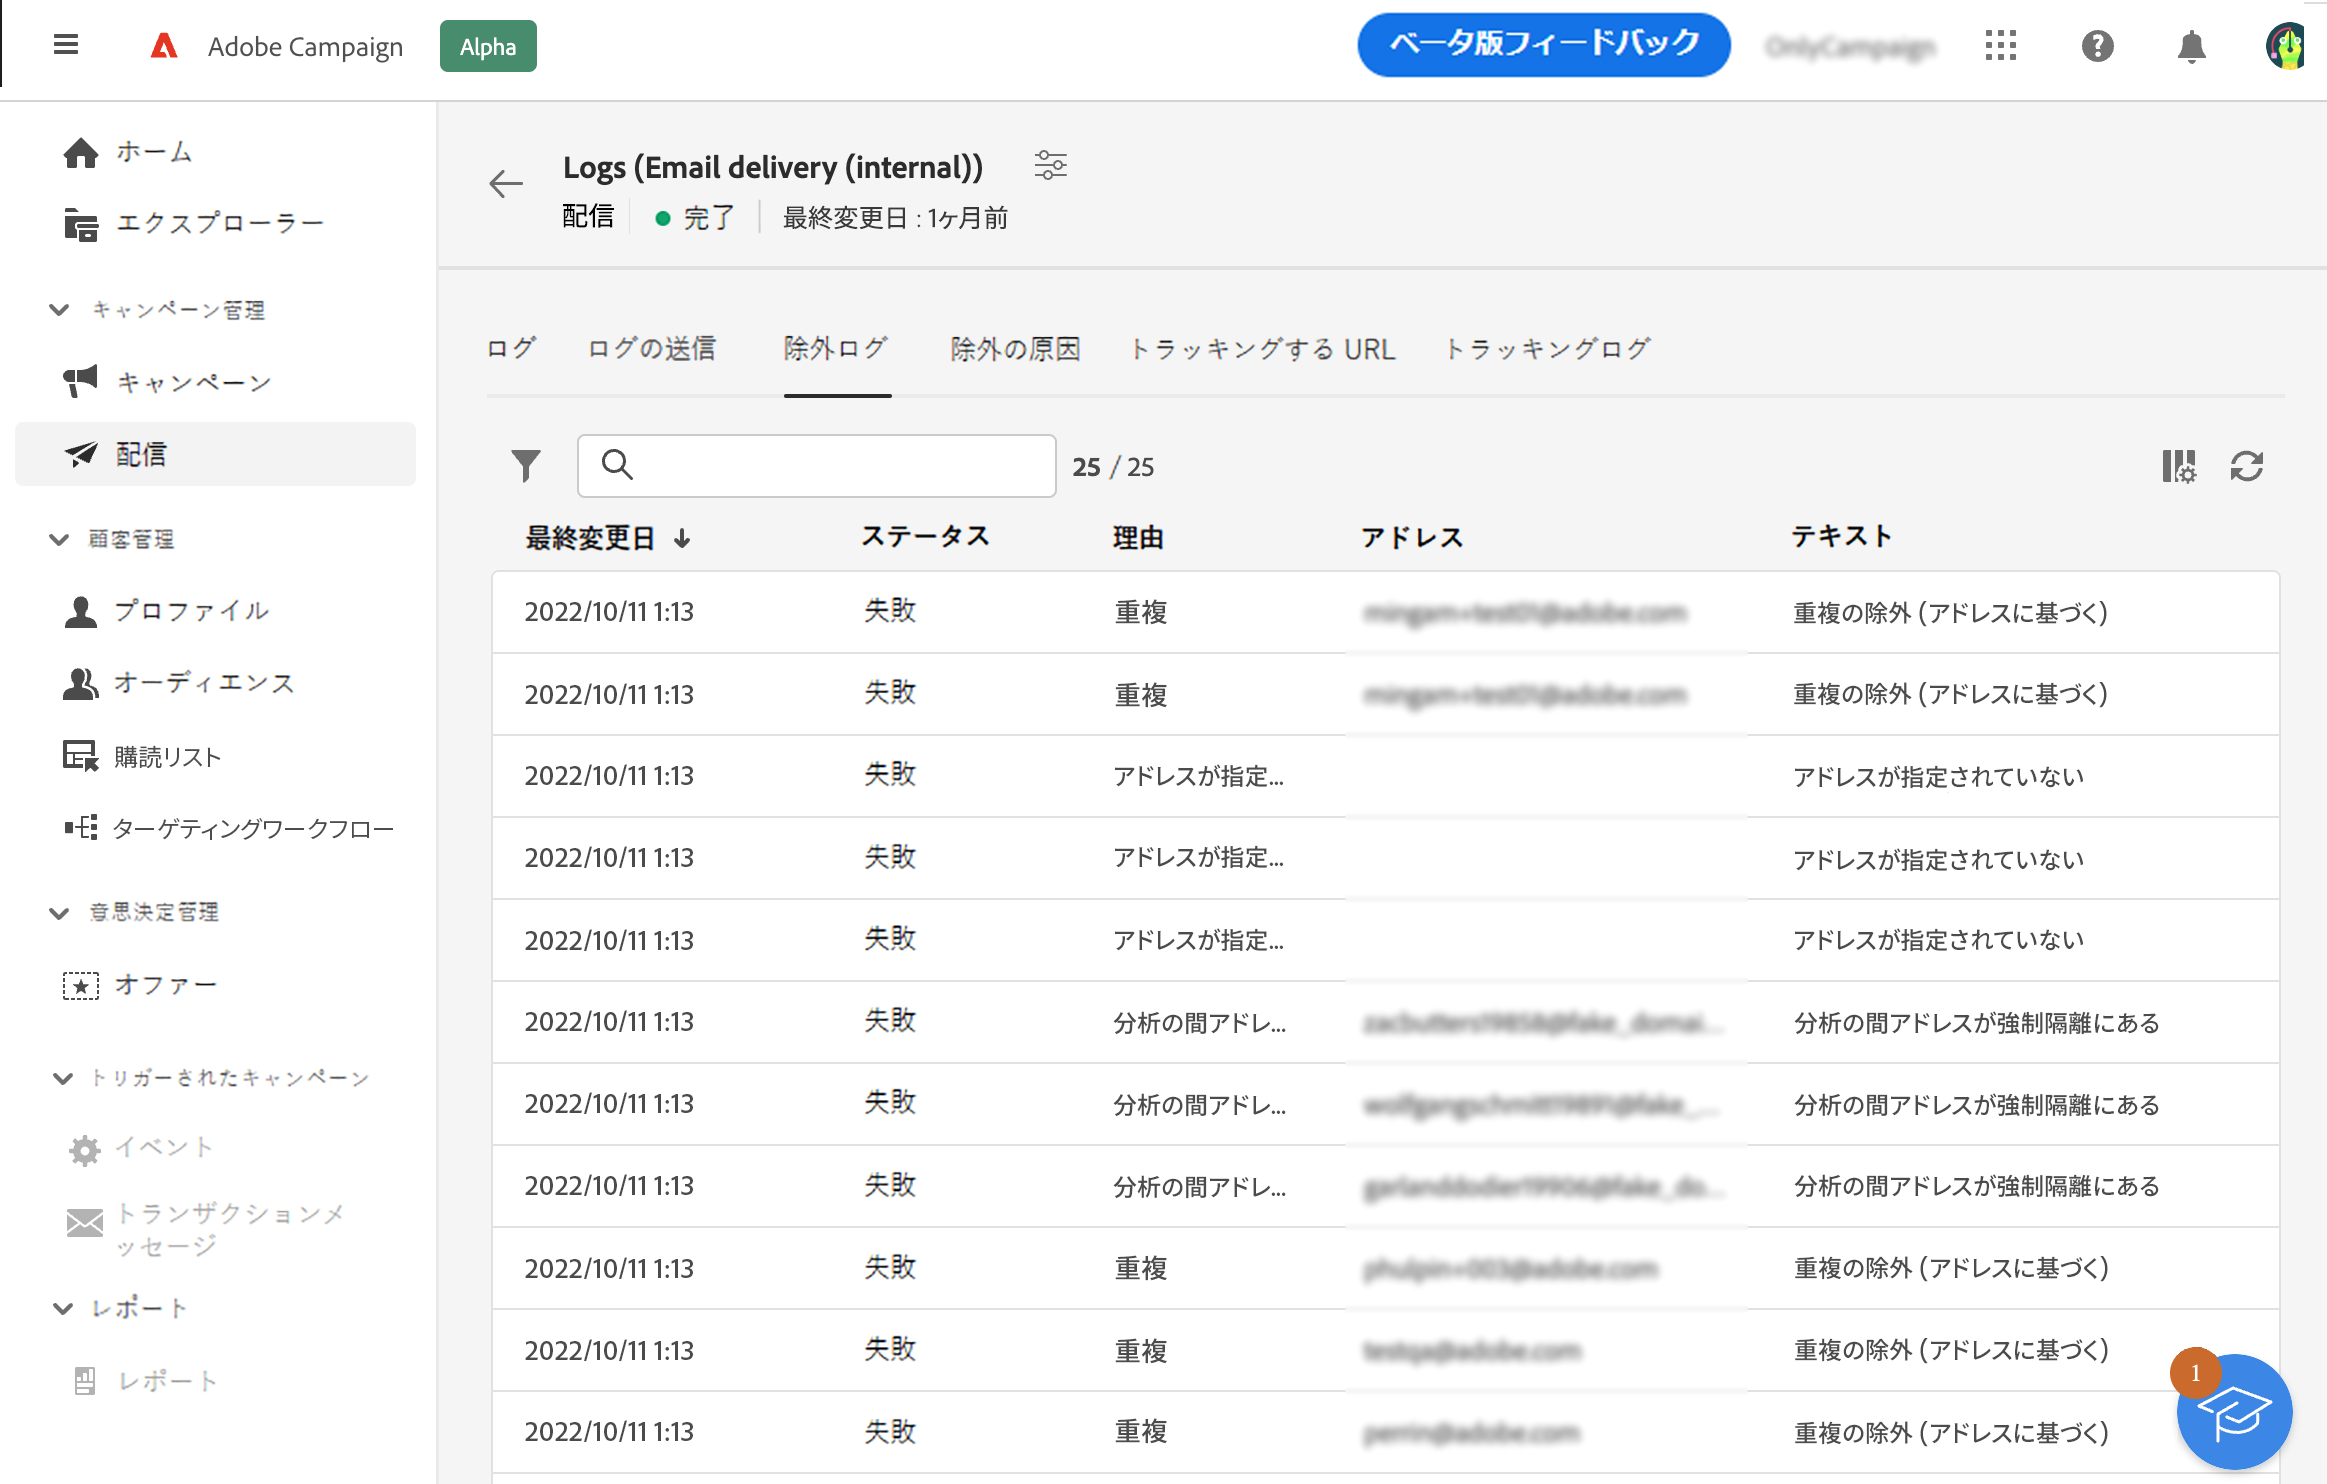 Adobe Campaign
Alpha
ベータ版フィードバック
ホーム
エクスプローラー
キャンペーン管理
キャンペーン
配信
顧客管理
プロファイル
オーディエンス
購読リスト
ターゲティングワークフロー
意思決定管理
オファー
トリガーされたキャンペーン
イベント
トランザクションメ
ッセージ
レポート
レポート
Logs (Email delivery (internal))
配信 完了 最終変更日 : 1ヶ月前
ログ ログの送信 除外ログ 除外の原因 トラッキングする URL トラッキングログ
25 / 25
最終変更日 ステータス 理由 アドレス テキスト
2022/10/11 1:13 失敗 重複 重複の除外 (アドレスに基づく)
2022/10/11 1:13 失敗 重複 重複の除外 (アドレスに基づく)
2022/10/11 1:13 失敗 アドレスが指定... アドレスが指定されていない
2022/10/11 1:13 失敗 アドレスが指定... アドレスが指定されていない
2022/10/11 1:13 失敗 アドレスが指定... アドレスが指定されていない
2022/10/11 1:13 失敗 分析の間アドレ... 分析の間アドレスが強制隔離にある
2022/10/11 1:13 失敗 分析の間アドレ... 分析の間アドレスが強制隔離にある
2022/10/11 1:13 失敗 分析の間アドレ... 分析の間アドレスが強制隔離にある
2022/10/11 1:13 失敗 重複 重複の除外 (アドレスに基づく)
2022/10/11 1:13 失敗 重複 重複の除外 (アドレスに基づく)
2022/10/11 1:13 失敗 重複 重複の除外 (アドレスに基づく)
1